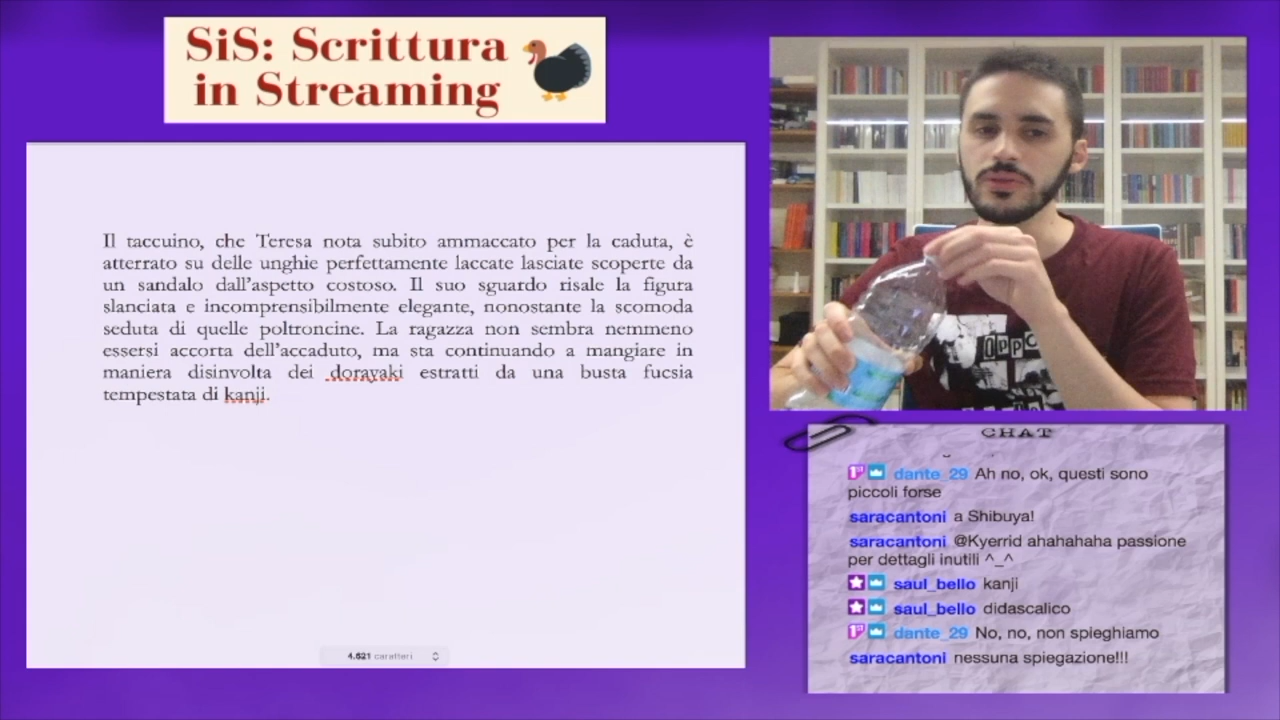 SiS: Scrittura
in Streaming
Il taccuino, che Teresa nota subito ammaccato per la caduta, è
atterrato su delle unghie perfettamente laccate lasciate scoperte da
un sandalo dall'aspetto costoso. Il suo sguardo risale la figura
slanciata e incomprensibilmente elegante, nonostante la scomoda
seduta di quelle poltroncine. La ragazza non sembra nemmeno
essersi accorta dell'accaduto, ma sta continuando a mangiare in
maniera disinvolta dei dorayaki estratti da una busta fucsia
tempestata di kanji.
4.621 caratteri
CHAT
dante_29 Ah no, ok, questi sono
piccoli forse
saracantoni a Shibuya!
saracantoni @Kyerrid ahahahaha passione
per dettagli inutili ^_^
saul_bello kanji
saul_bello didascalico
dante_29 No, no, non spieghiamo
saracantoni nessuna spiegazione!!!